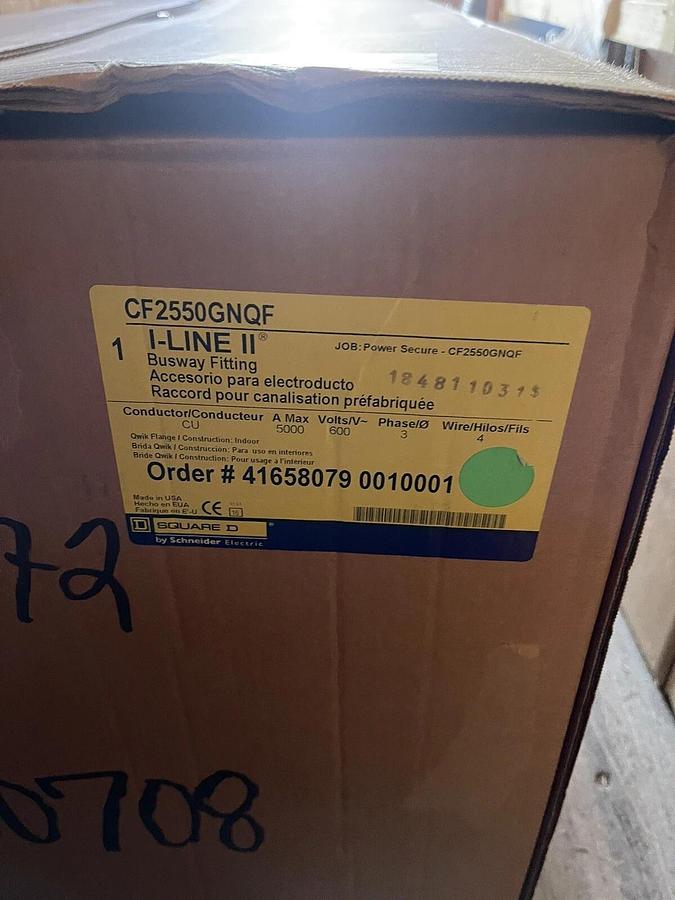 CF2550GNQF
1 I-LINE II®
JOB: Power Secure - CF2550GNQF
Busway Fitting
Accesorio para electroducto
Raccord pour canalisation préfabriquée
Conductor/Conducteur A Max Volts/V~ Phase/Ø Wire/Hilos/Fils
CU 5000 600 3 4
Qwik Flange / Construction: Indoor
Brida Qwik / Construcción: Para uso en interiores
Bride Qwik / Construction: Pour usage a l'intérieur
Order # 41658079 0010001
Made in USA
Hecho en EUA
Fabriqué en E-U CE
D SQUARE D®
by Schneider Electric
72
0708